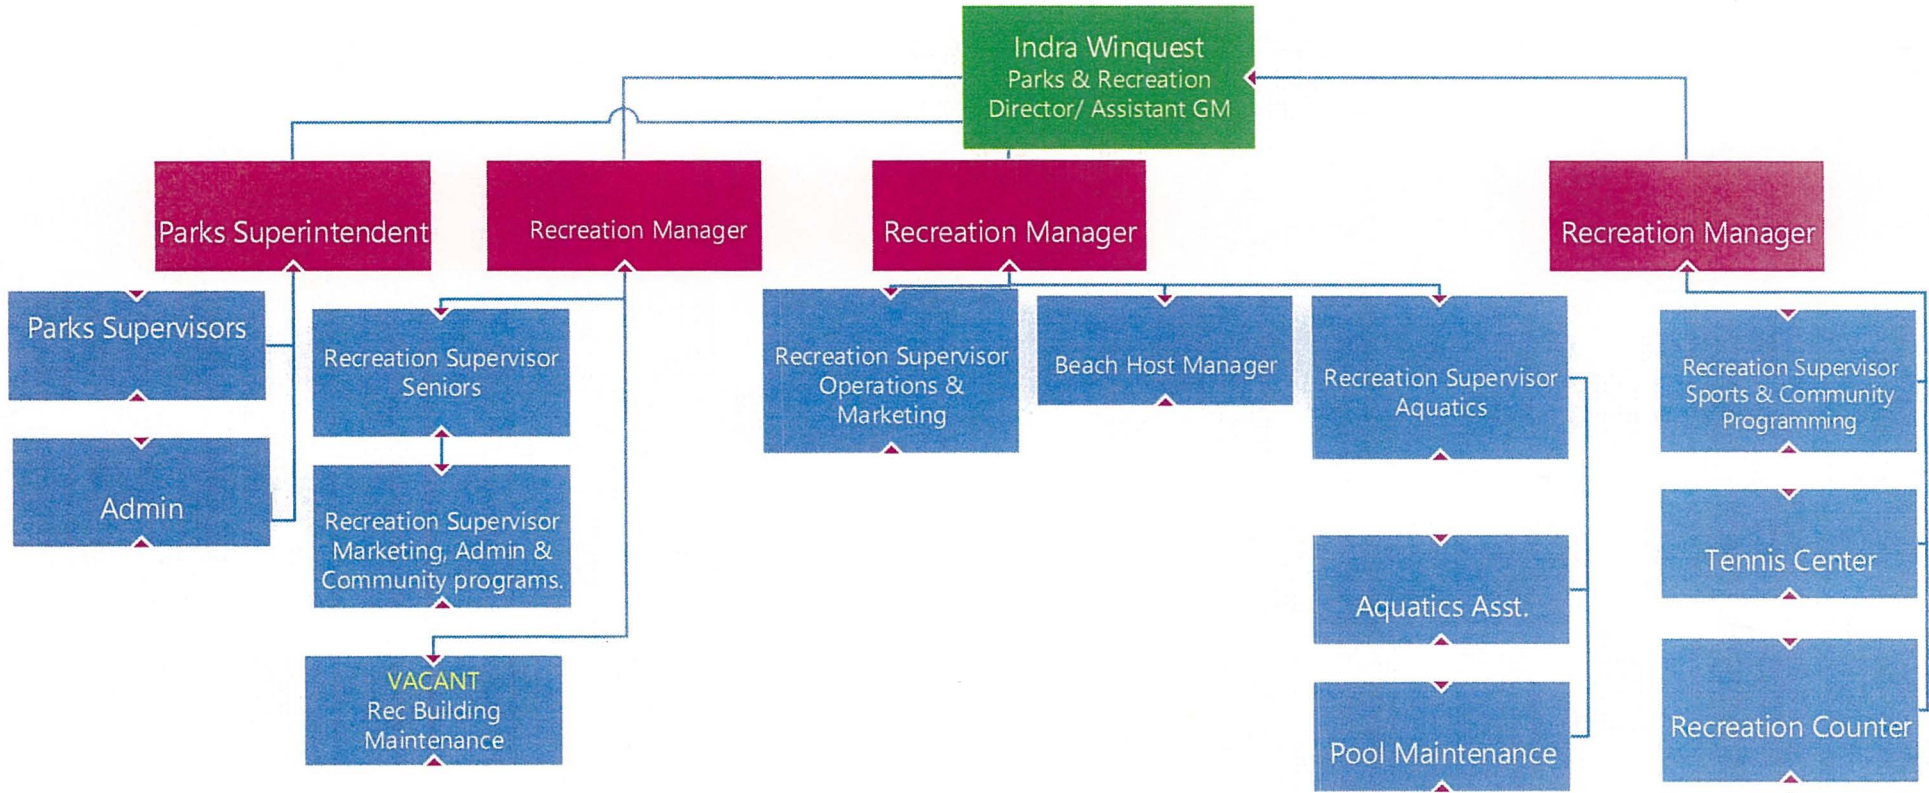 Indra Winquest
Parks & Recreation
Director/ Assistant GM
Parks Superintendent
Recreation Manager
Recreation Manager
Recreation Manager
Parks Supervisors
Admin
Recreation Supervisor
Seniors
Recreation Supervisor
Marketing, Admin &
Community programs.
VACANT
Rec Building
Maintenance
Recreation Supervisor
Operations &
Marketing
Beach Host Manager
Recreation Supervisor
Aquatics
Aquatics Asst.
Pool Maintenance
Recreation Supervisor
Sports & Community
Programming
Tennis Center
Recreation Counter